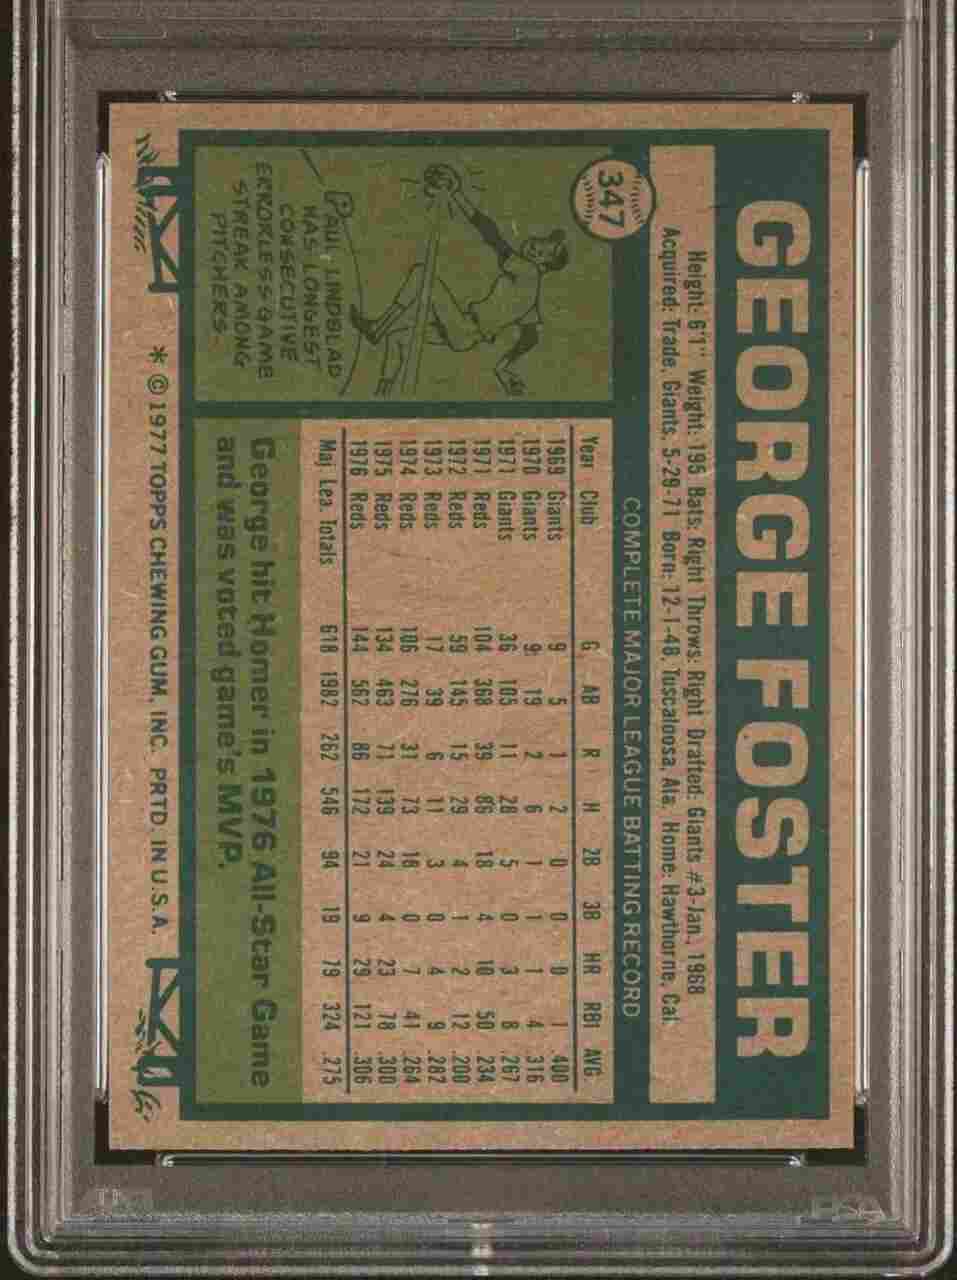 GEORGE FOSTER
347
Height: 6'1" Weight: 195 Bats: Right Throws: Right Drafted: Giants #3-Jan., 1968
Acquired: Trade, Giants, 5-29-71 Born: 12-1-48, Tuscaloosa, Ala. Home: Hawthorne, Cal.
COMPLETE MAJOR LEAGUE BATTING RECORD
Year Club G AB R H 2B 3B HR RBI AVG
1969 Giants 9 5 1 2 0 0 0 1 .400
1970 Giants 9 19 2 6 1 1 1 4 .316
1971 Giants 36 105 11 28 5 0 3 8 .267
1971 Reds 104 368 39 86 18 4 10 50 .234
1972 Reds 59 145 15 29 4 1 2 12 .200
1973 Reds 17 39 6 11 3 0 4 9 .282
1974 Reds 106 276 31 73 18 0 7 41 .264
1975 Reds 134 463 71 139 24 4 23 78 .300
1976 Reds 144 562 86 172 21 9 29 121 .306
Maj. Lea. Totals 618 1982 262 546 94 19 79 324 .275
PAUL LINDBLAD
HAS LONGEST
CONSECUTIVE
ERRORLESS GAME
STREAK AMONG
PITCHERS.
George hit Homer in 1976 All-Star Game
and was voted game's MVP.
* © 1977 TOPPS CHEWING GUM, INC. PRTD. IN U.S.A.
PSA